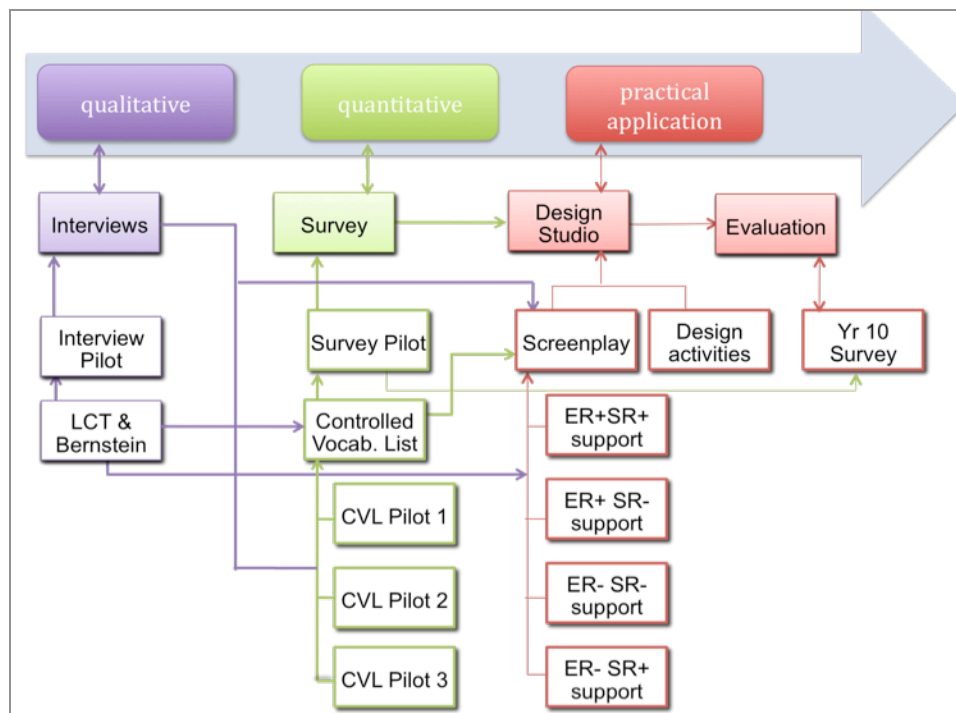 qualitative
quantitative
practical
application
Interviews
Survey
Design
Studio
Evaluation
Interview
Pilot
Survey Pilot
Screenplay
Design
activities
Yr 10
Survey
LCT &
Bernstein
Controlled
Vocab. List
ER+SR+
support
CVL Pilot 1
ER+ SR-
support
CVL Pilot 2
ER- SR-
support
CVL Pilot 3
ER- SR+
support